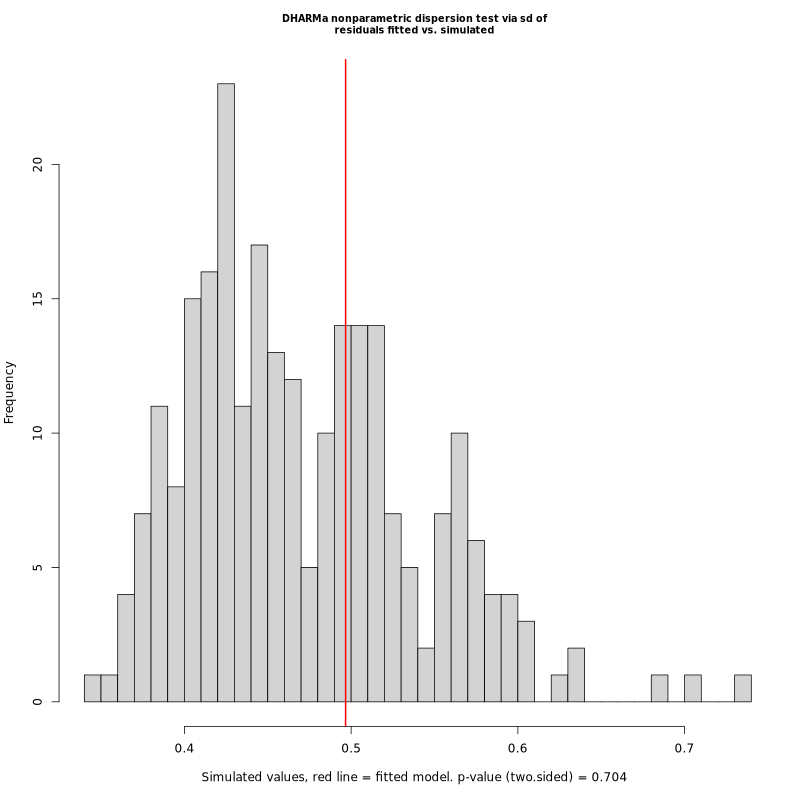 DHARMa nonparametric dispersion test via sd of
residuals fitted vs. simulated
Frequency
20
15
10
5
0
0.4
0.5
0.6
0.7
Simulated values, red line = fitted model. p-value (two.sided) = 0.704